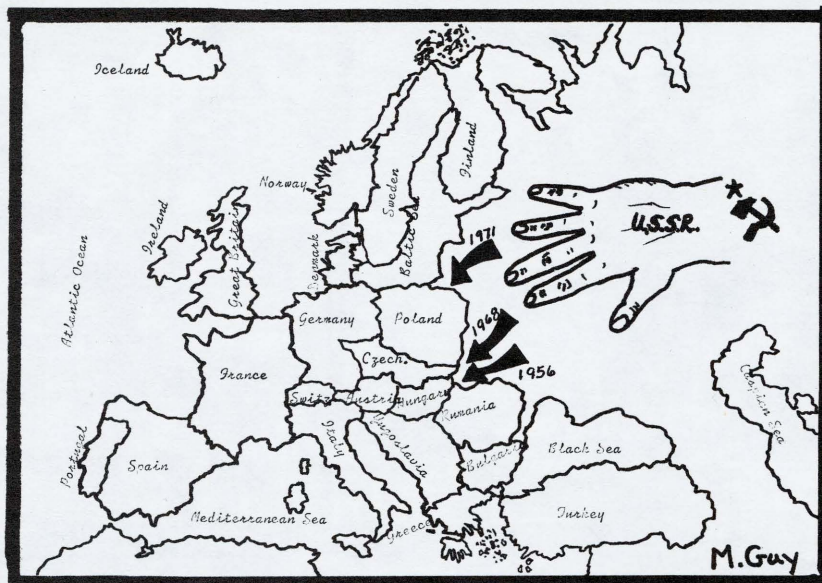 Iceland
Norway
Sweden
Finland
U.S.S.R.
Ireland
Great Britain
Denmark
Baltic Sea
1971
Atlantic Ocean
Germany
Poland
1968
Czech.
1956
France
Switz
Austria
Hungary
Rumania
Caspian Sea
Portugal
Spain
Italy
Yugoslavia
Bulgary
Black Sea
Mediterranean Sea
Greece
Turkey
M. Guy